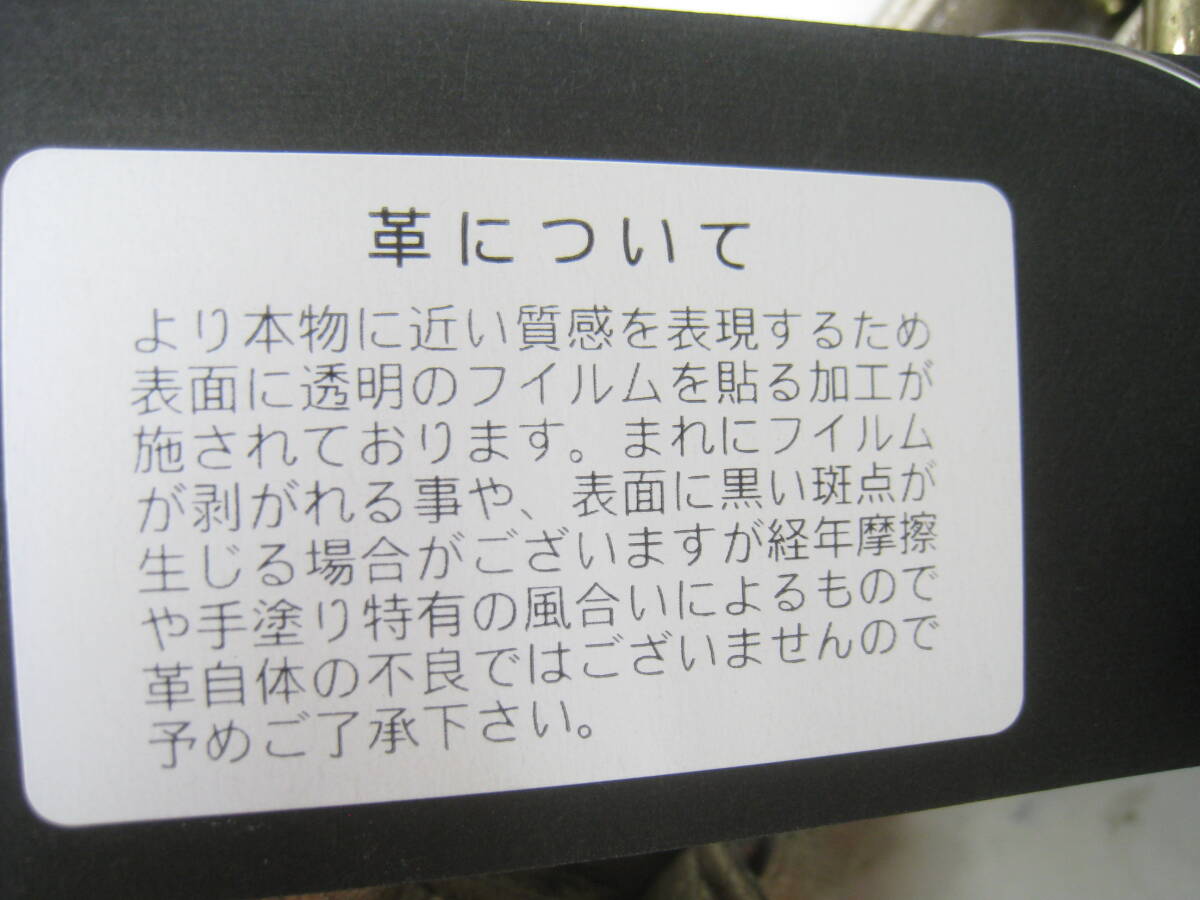 革について
より本物に近い質感を表現するため
表面に透明のフイルムを貼る加工が
施されております。まれにフイルム
が剥がれる事や、表面に黒い斑点が
生じる場合がございますが経年摩擦
や手塗り特有の風合いによるもので
革自体の不良ではございませんので
予めご了承下さい。